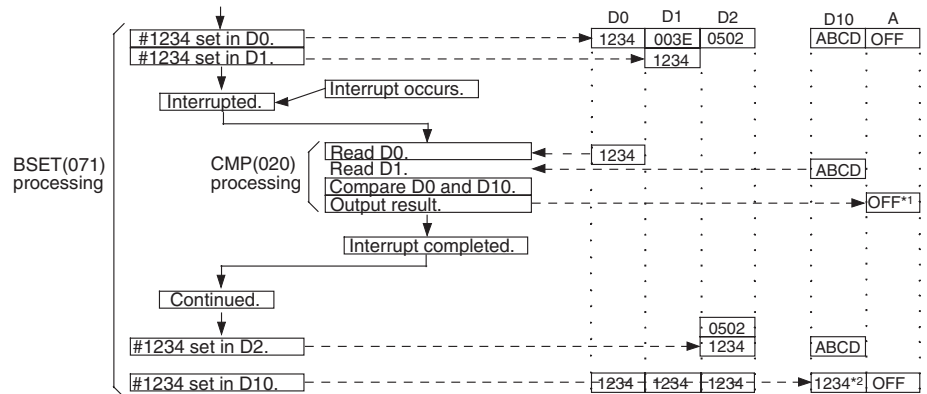 D0 D1 D2 D10 A
#1234 set in D0. 1234 003E 0502 ABCD OFF
#1234 set in D1. 1234
Interrupt occurs.
Interrupted.
BSET(071)
processing
CMP(020)
processing
Read D0. 1234
Read D1. ABCD
Compare D0 and D10.
Output result. OFF*1
Interrupt completed.
Continued.
0502
#1234 set in D2. 1234 ABCD
#1234 set in D10. 1234 1234 1234 1234*2 OFF